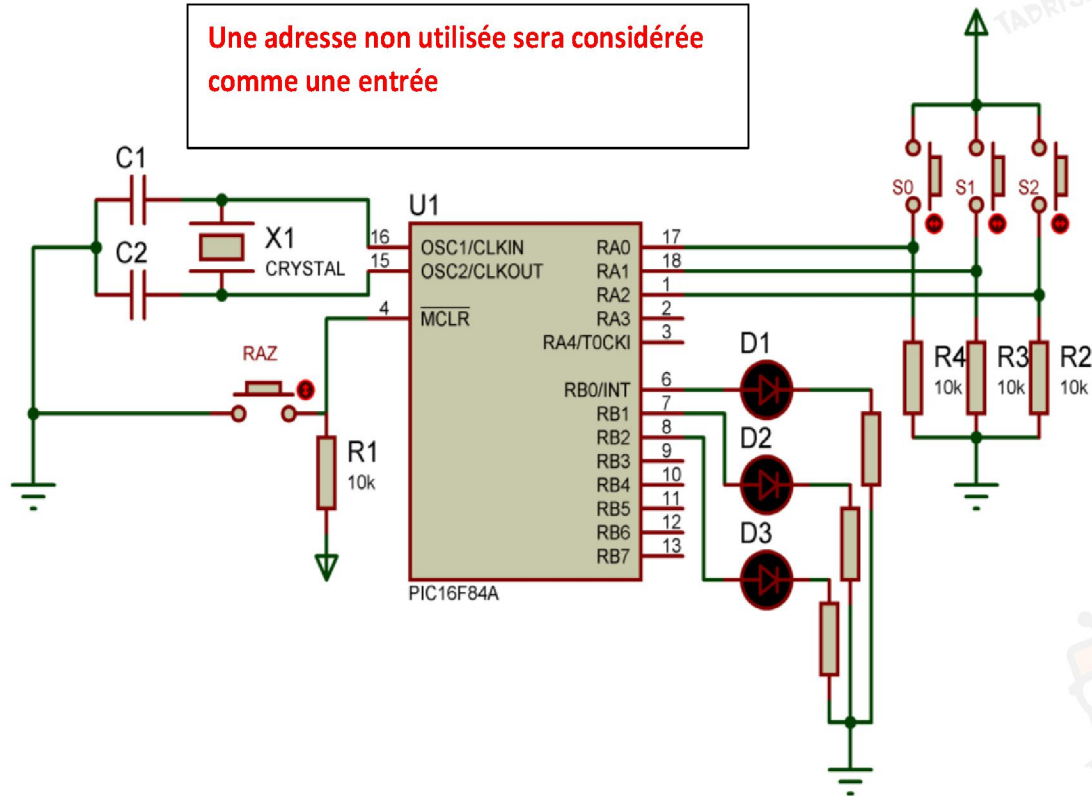 Une adresse non utilisée sera considérée
comme une entrée
C1
C2
X1
CRYSTAL
RAZ
R1
10k
U1
16
OSC1/CLKIN
15
OSC2/CLKOUT
4
MCLR
RA0
17
RA1
18
RA2
1
RA3
2
RA4/T0CKI
3
RB0/INT
6
RB1
7
RB2
8
RB3
9
RB4
10
RB5
11
RB6
12
RB7
13
PIC16F84A
D1
D2
D3
S0
S1
S2
R4
10k
R3
10k
R2
10k